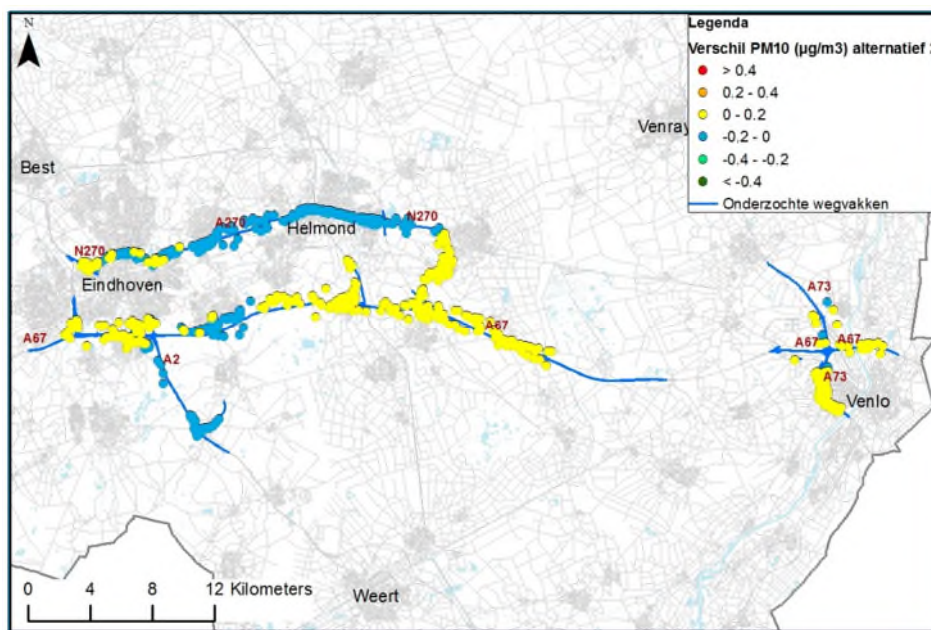 N
Legenda
Verschil PM10 (µg/m3) alternatief
> 0.4
0.2 - 0.4
0 - 0.2
-0.2 - 0
-0.4 - -0.2
< -0.4
Onderzochte wegvakken
Venray
Best
A270
N270
Helmond
N270
Eindhoven
A73
A67
A67
A67
A67
A2
A73
Venlo
0 4 8 12 Kilometers
Weert